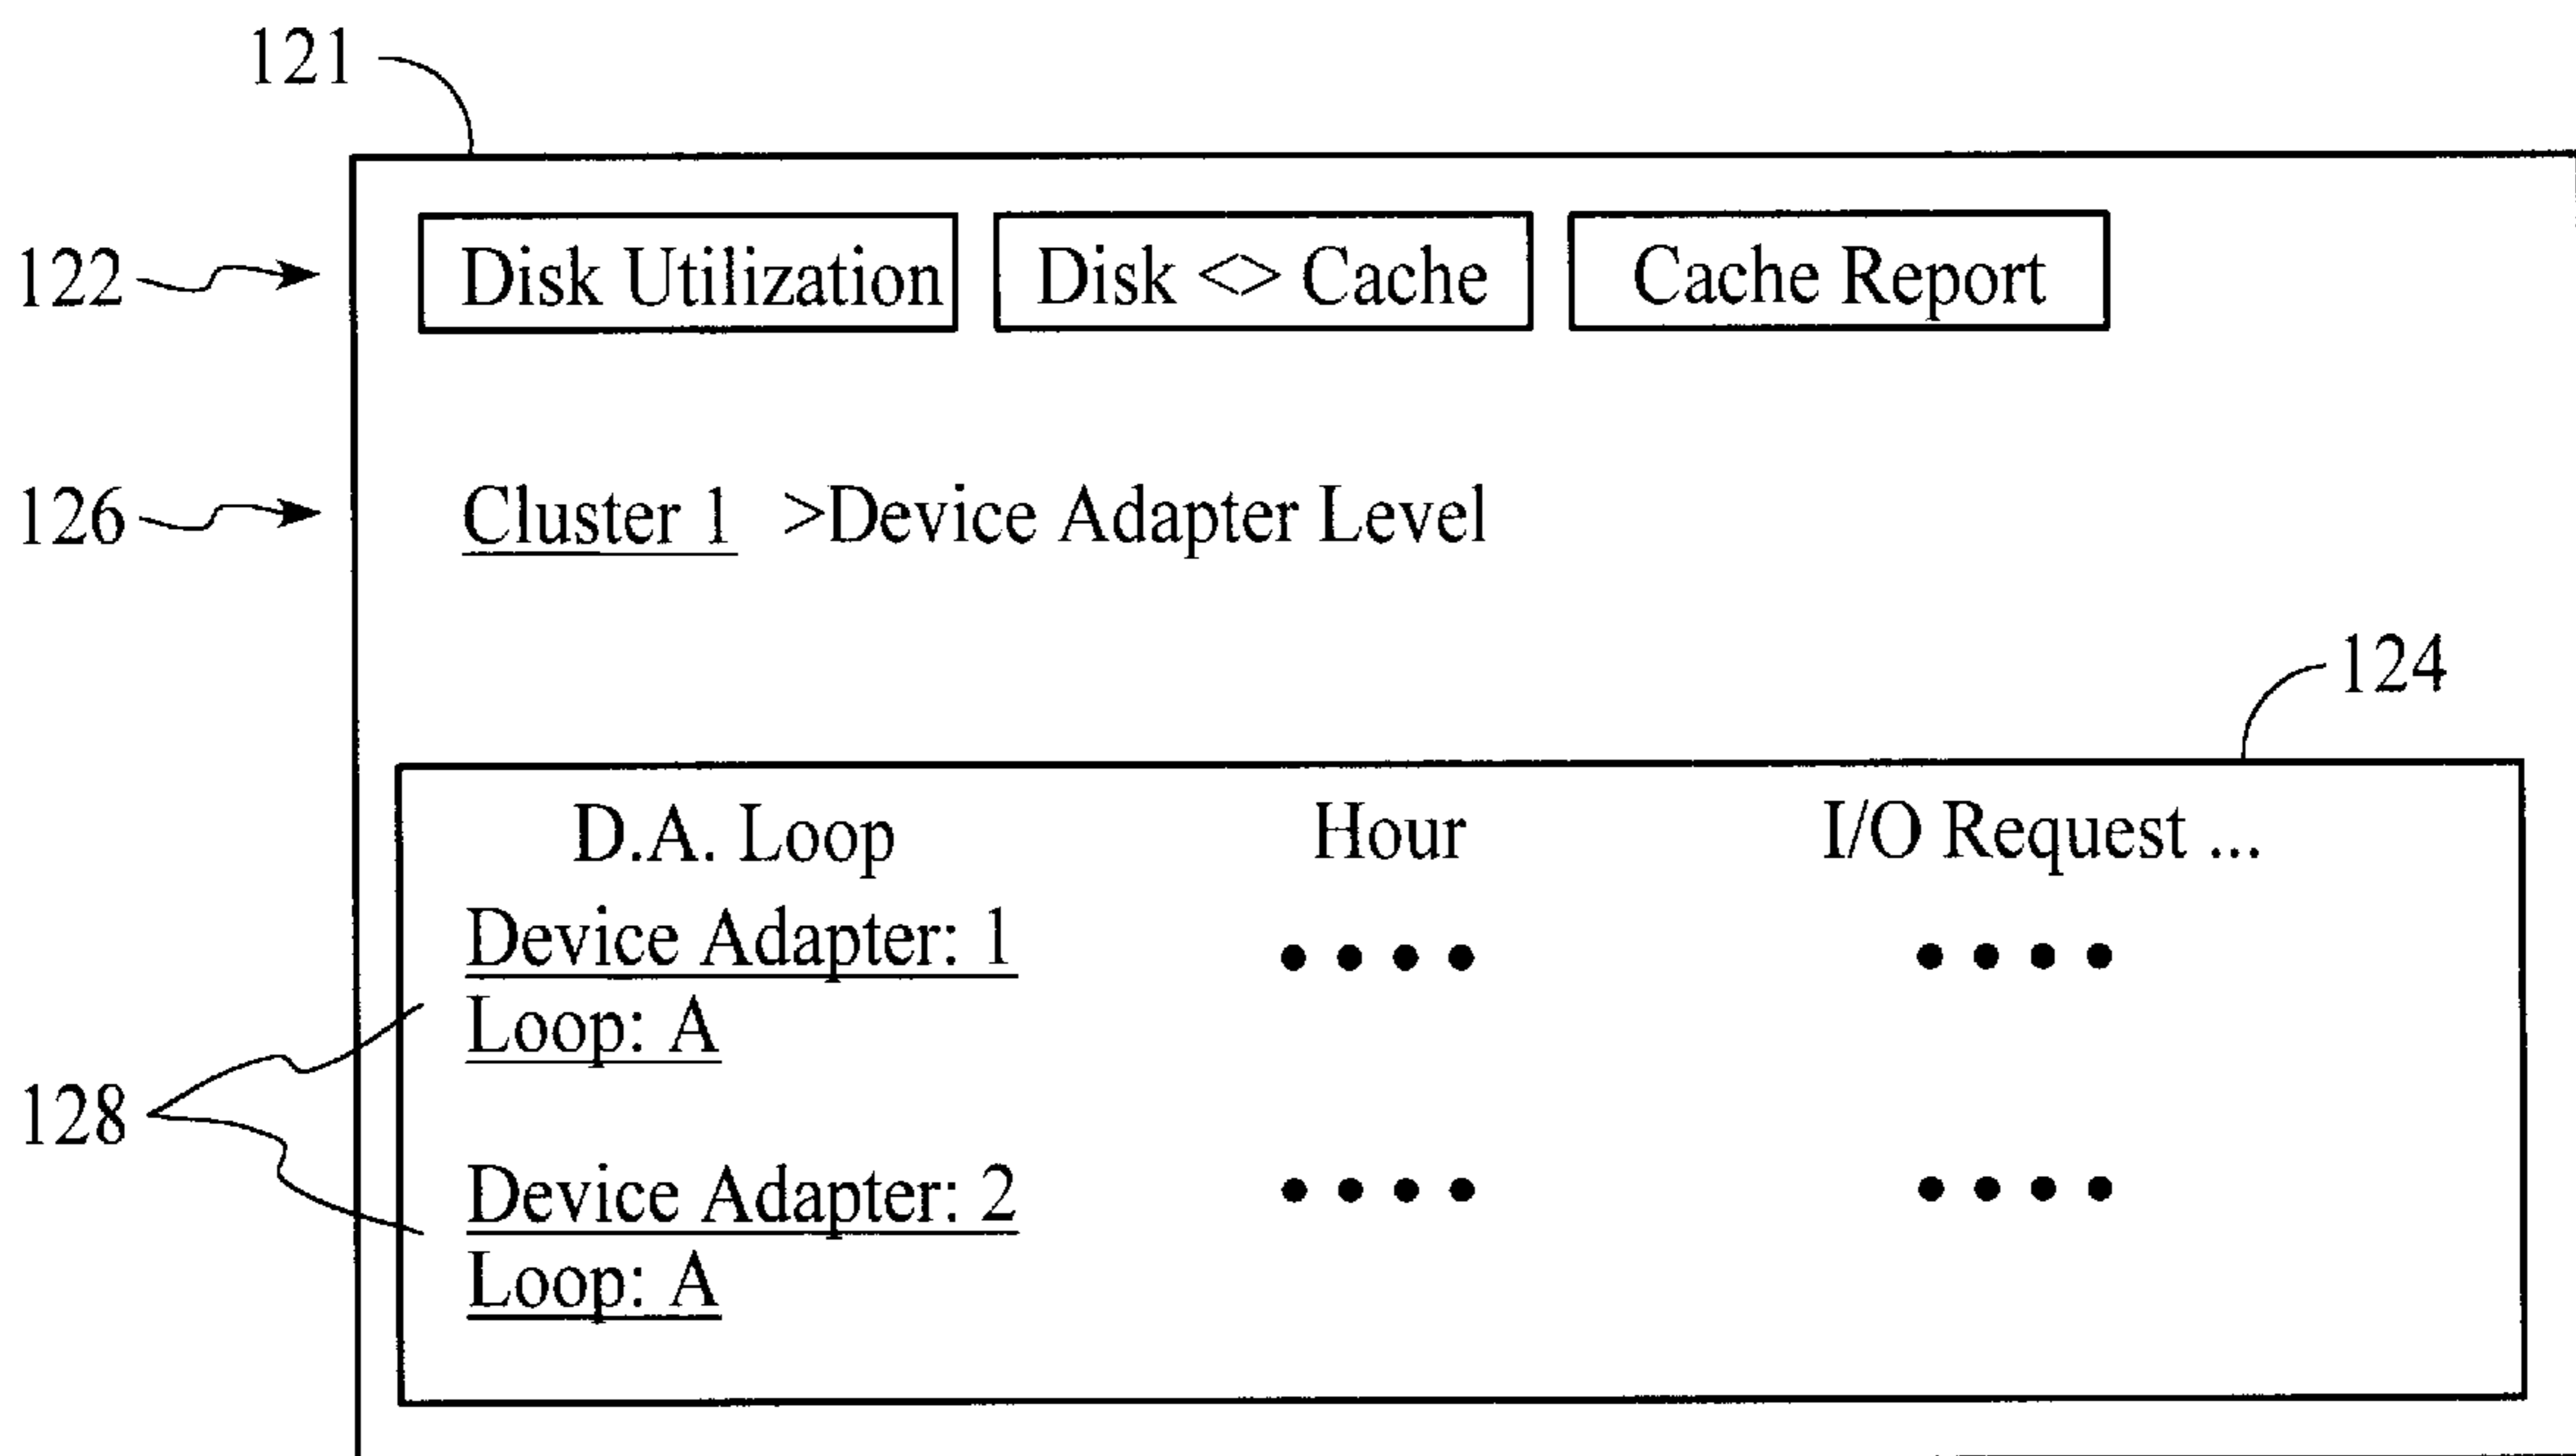 121
122 Disk Utilization Disk <> Cache Cache Report
126 Cluster 1 >Device Adapter Level
124
D.A. Loop Hour I/O Request ...
Device Adapter: 1 • • • • • • • •
Loop: A
128
Device Adapter: 2 • • • • • • • •
Loop: A